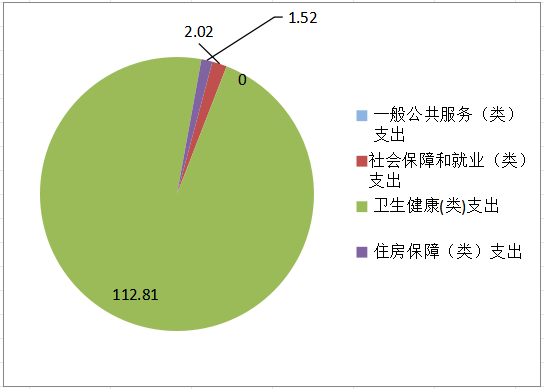 1.52
2.02
0
112.81
一般公共服务（类）
支出
社会保障和就业（类）
支出
卫生健康(类)支出
住房保障（类）支出